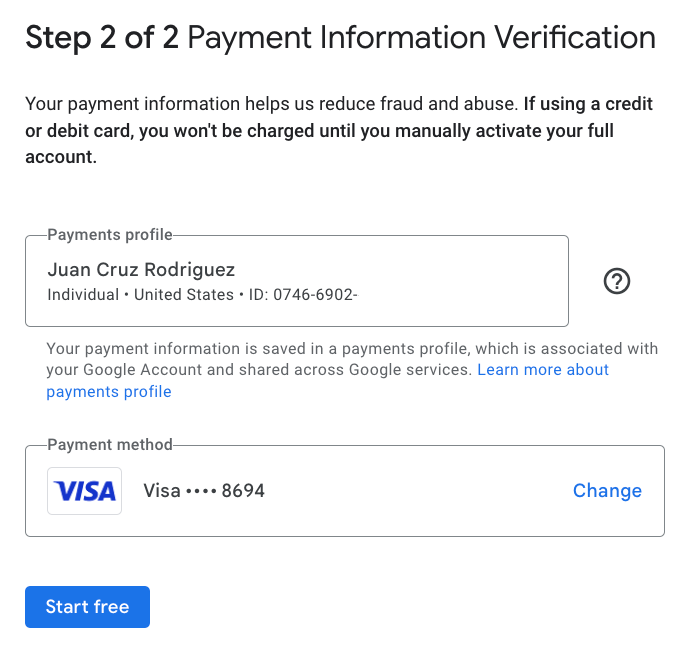 Step 2 of 2 Payment Information Verification
Your payment information helps us reduce fraud and abuse. If using a credit
or debit card, you won't be charged until you manually activate your full
account.
Payments profile
Juan Cruz Rodriguez
Individual • United States • ID: 0746-6902-
Your payment information is saved in a payments profile, which is associated with
your Google Account and shared across Google services. Learn more about
payments profile
Payment method
VISA Visa •••• 8694 Change
Start free